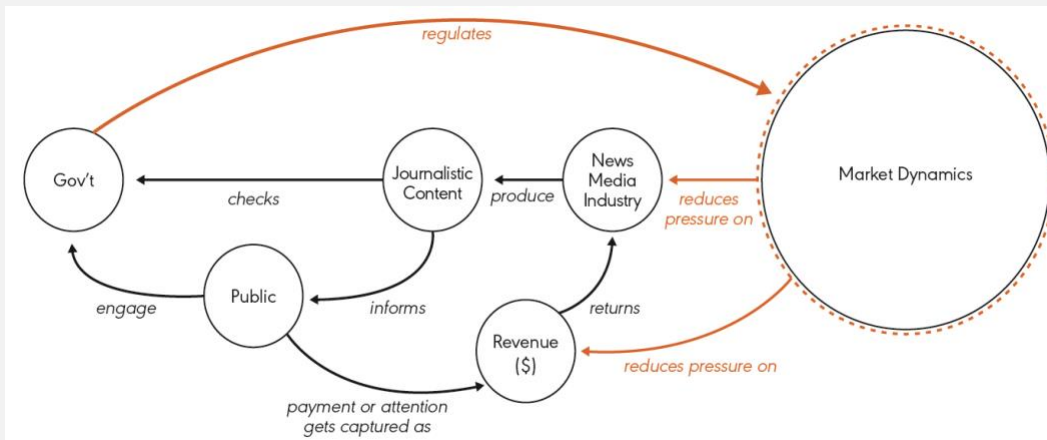 regulates
Gov't
checks
Journalistic
Content
produce
News
Media
Industry
reduces
pressure on
Market Dynamics
engage
Public
informs
Revenue
($)
returns
reduces pressure on
payment or attention
gets captured as